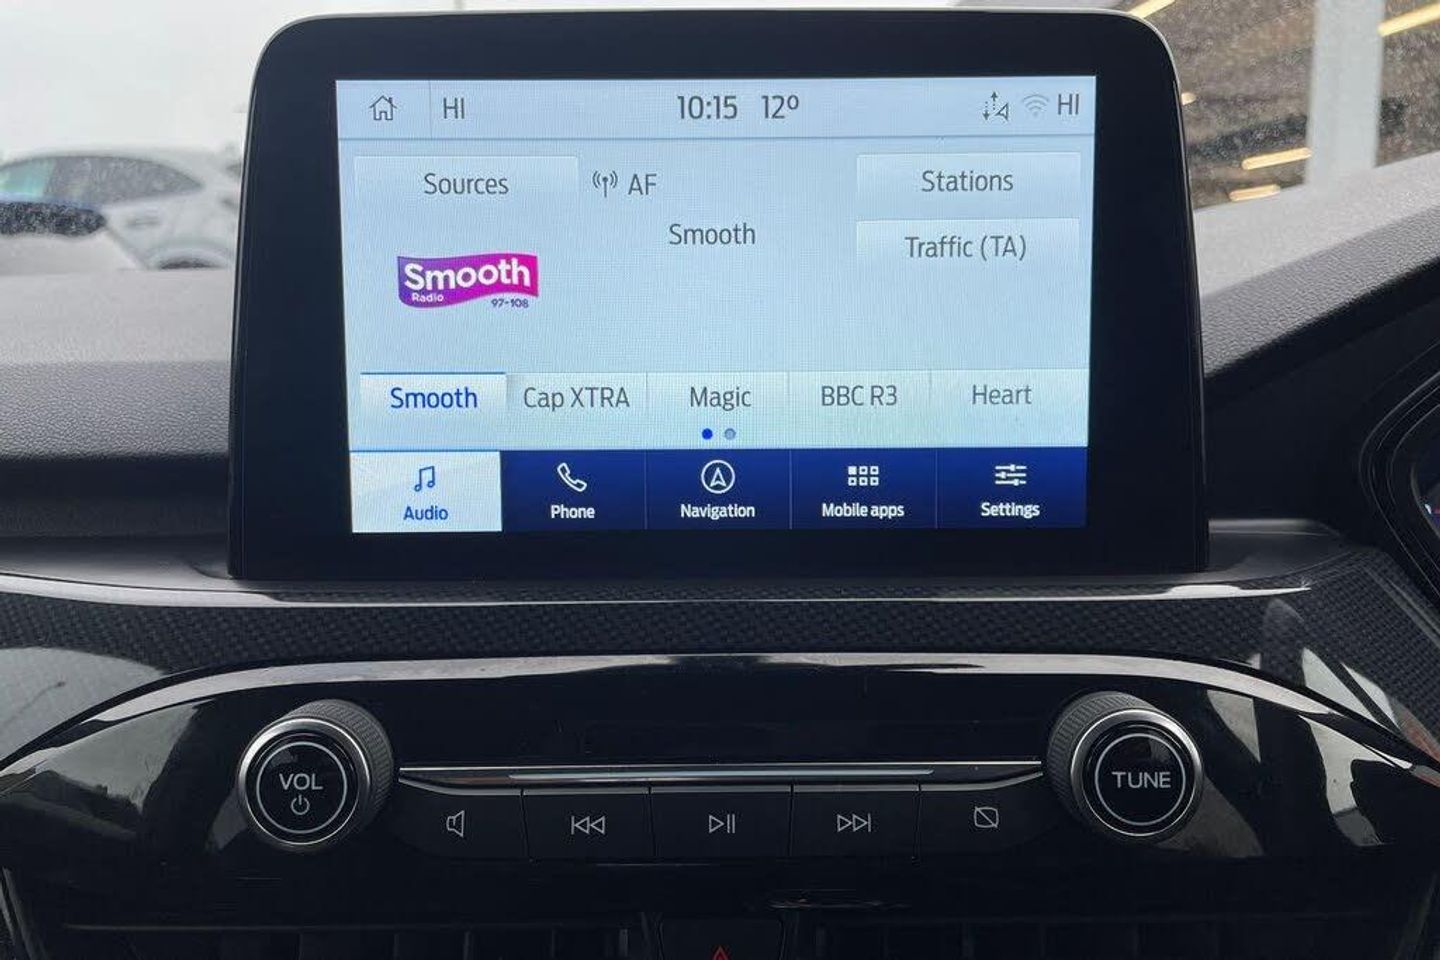 HI 10:15 12º HI
Sources AF Stations
Smooth
Traffic (TA)
Smooth
Radio
97-108
Smooth Cap XTRA Magic BBC R3 Heart
Audio Phone Navigation Mobile apps Settings
VOL TUNE